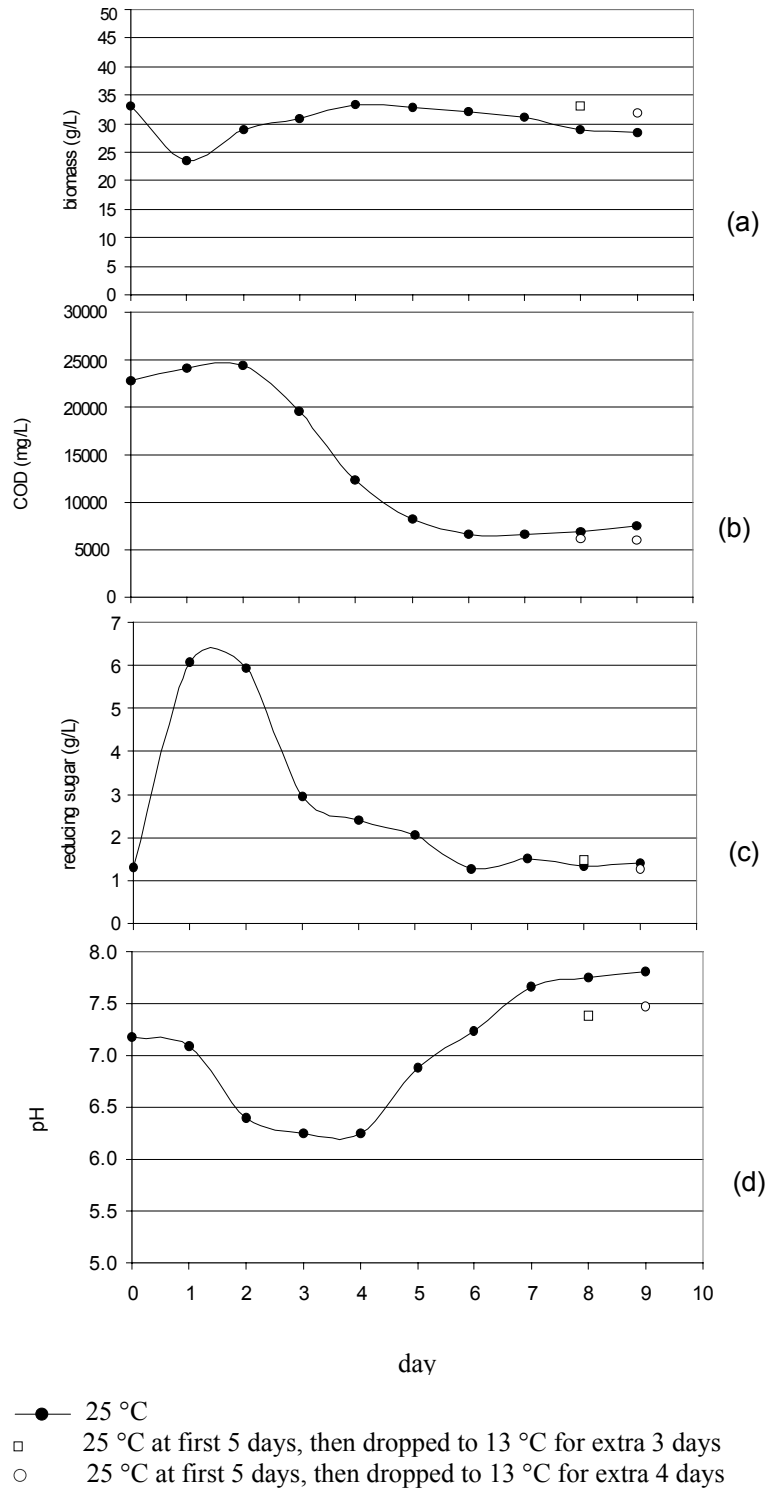 50
45
40
35
30
25
20
15
10
5
0
biomass (g/L)
(a)
30000
25000
20000
15000
10000
5000
0
COD (mg/L)
(b)
7
6
5
4
3
2
1
0
reducing sugar (g/L)
(c)
8.0
7.5
7.0
6.5
6.0
5.5
5.0
pH
(d)
0 1 2 3 4 5 6 7 8 9 10
day
25 °C
25 °C at first 5 days, then dropped to 13 °C for extra 3 days
25 °C at first 5 days, then dropped to 13 °C for extra 4 days